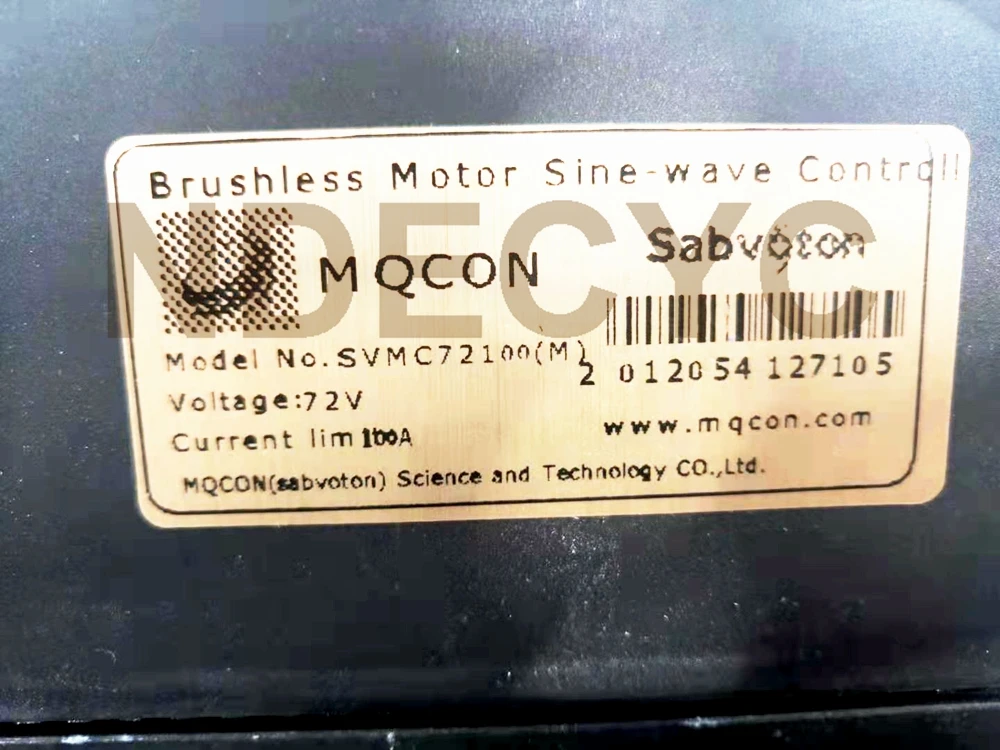 Brushless Motor Sine-wave Controll
NDECYC
MQCON
Sabvoton
Model No.SVMC72100(M)
2 012054 127105
Voltage:72V
Current lim 100A
www.mqcon.com
MQCON(sabvoton) Science and Technology CO.,Ltd.